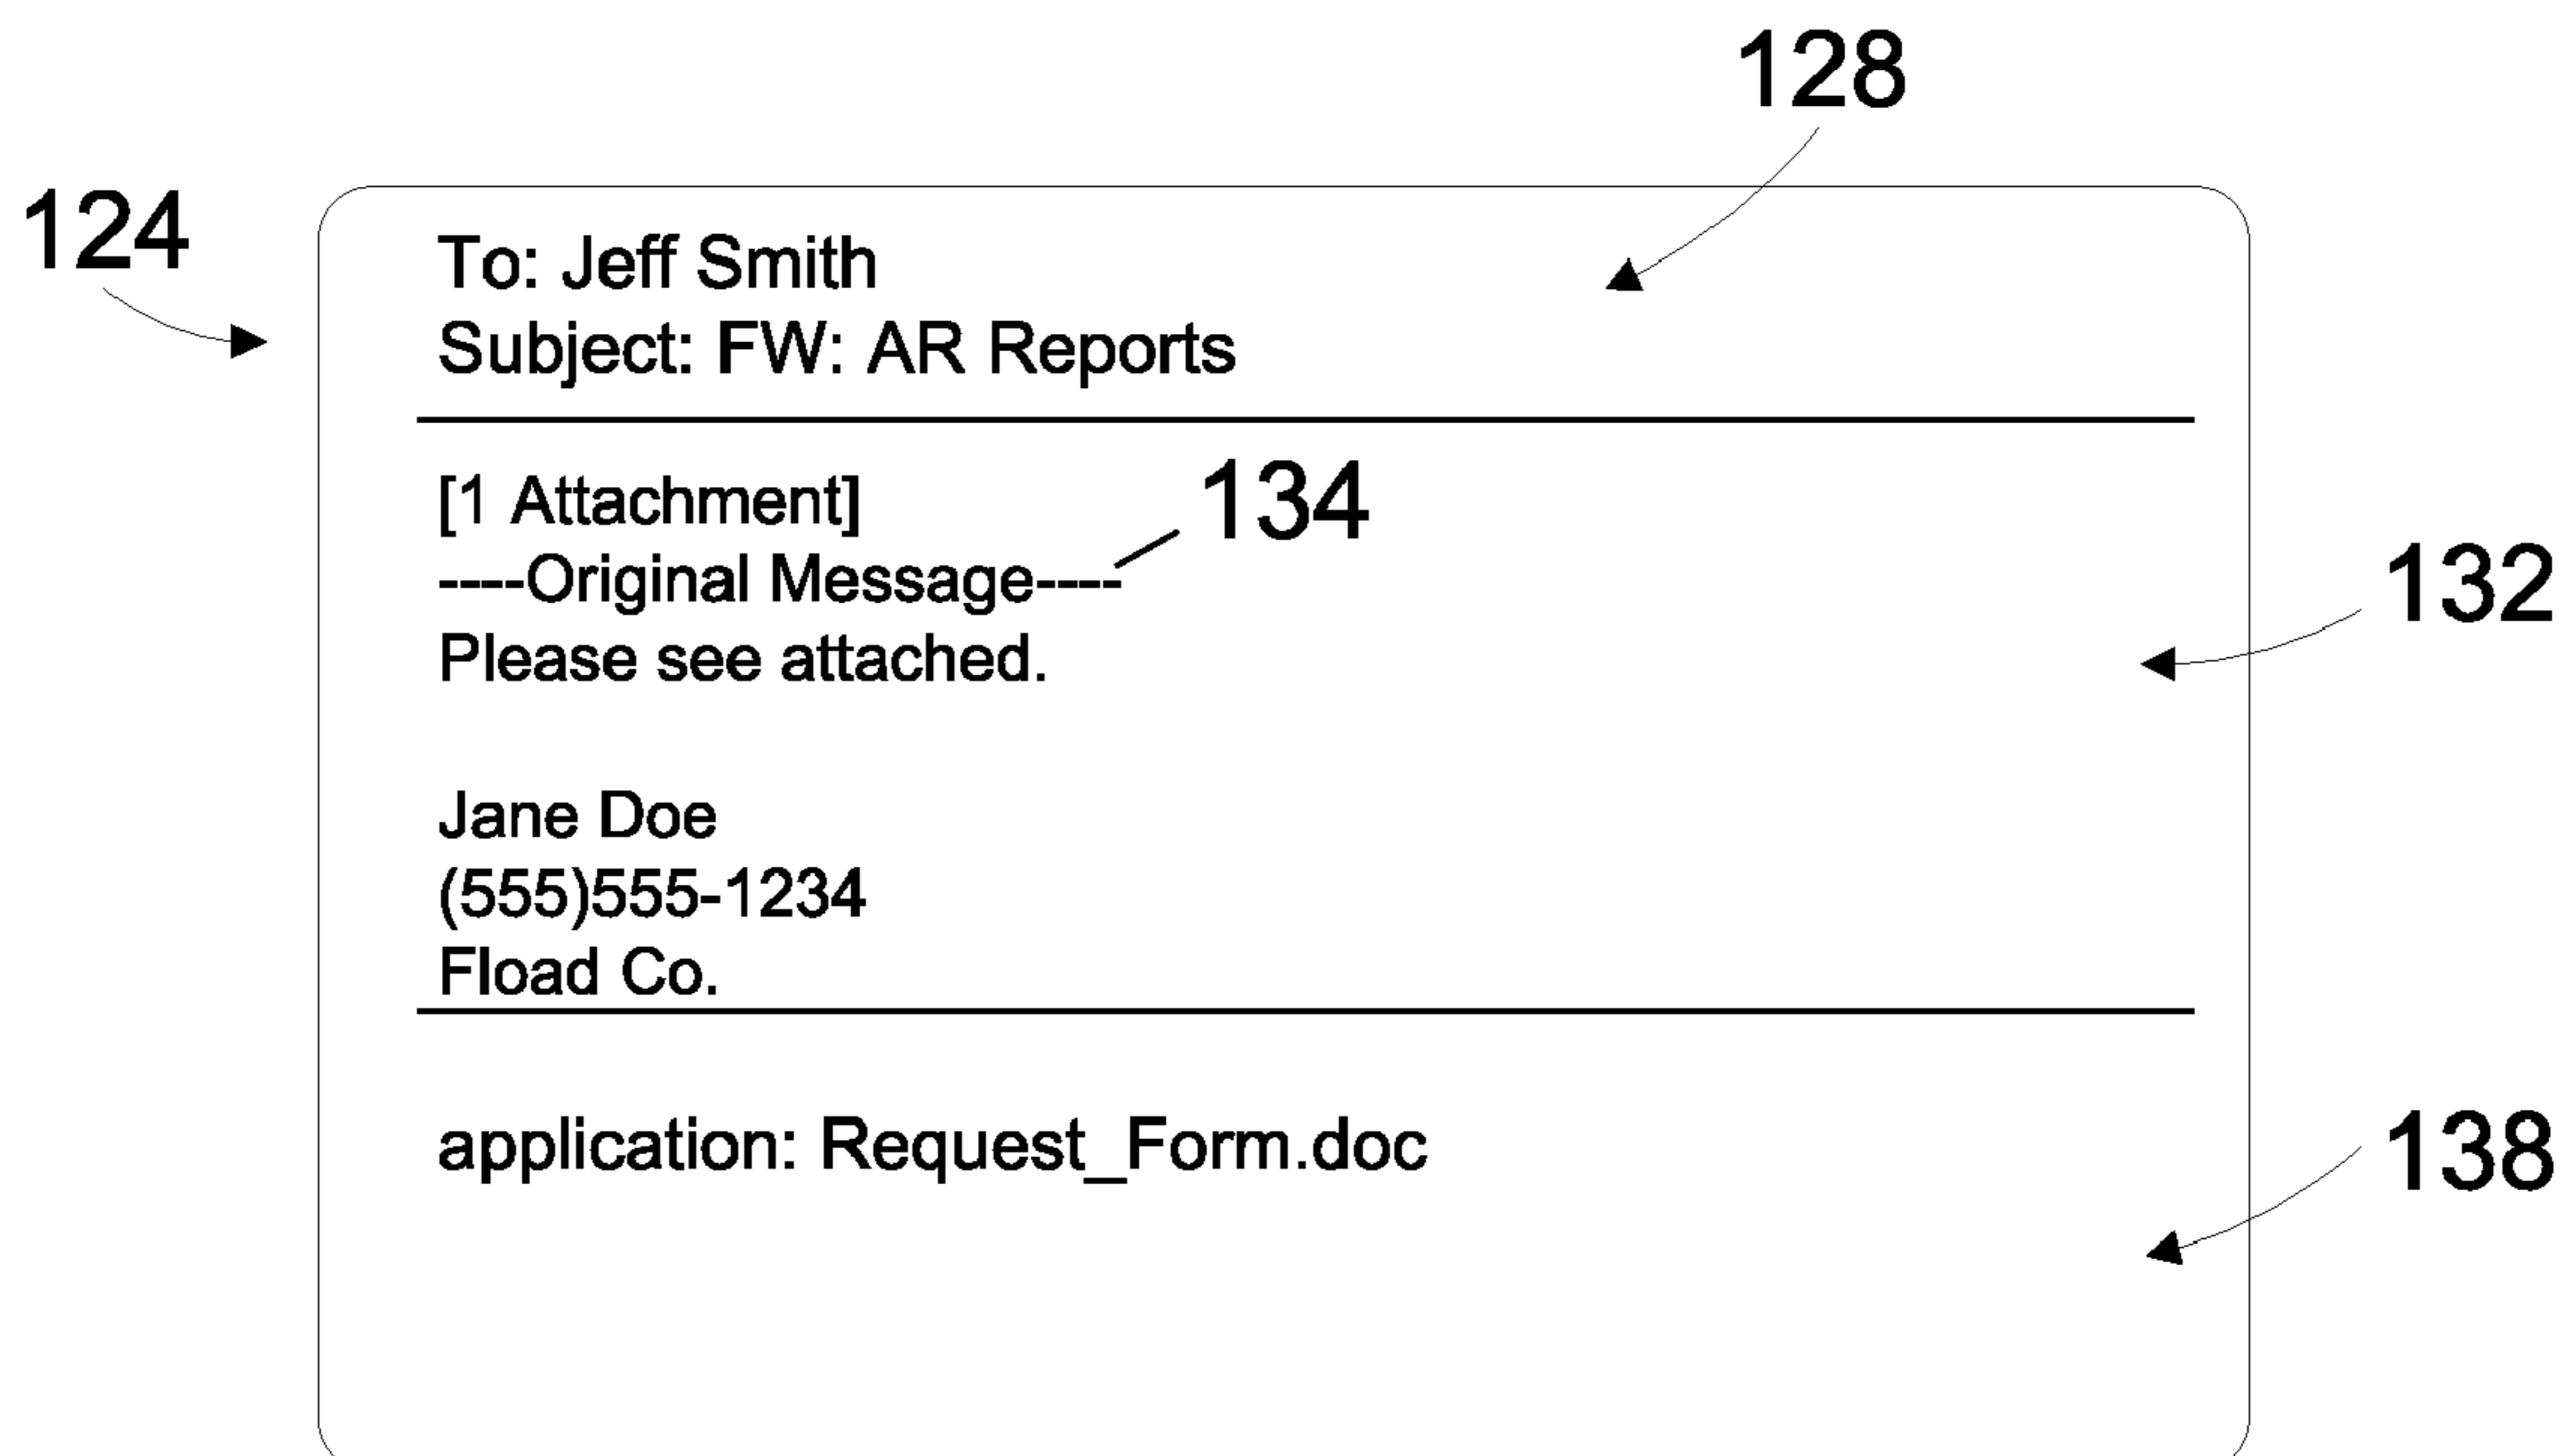 128
124
To: Jeff Smith
Subject: FW: AR Reports
[1 Attachment]
134
----Original Message----
132
Please see attached.
Jane Doe
(555)555-1234
Fload Co.
application: Request_Form.doc
138